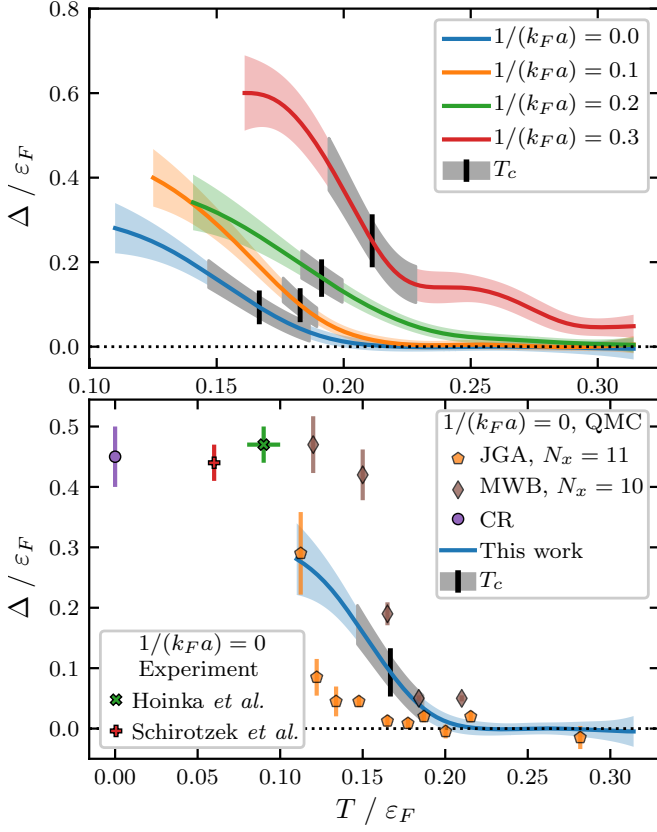 1/(k_F a) = 0.0
1/(k_F a) = 0.1
1/(k_F a) = 0.2
1/(k_F a) = 0.3
T_c
Δ / ε_F
0.8
0.6
0.4
0.2
0.0
0.10
0.15
0.20
0.25
0.30
1/(k_F a) = 0, QMC
JGA, N_x = 11
MWB, N_x = 10
CR
This work
T_c
1/(k_F a) = 0
Experiment
Hoinka et al.
Schirotzek et al.
Δ / ε_F
0.5
0.4
0.3
0.2
0.1
0.0
0.00
0.05
0.10
0.15
0.20
0.25
0.30
T / ε_F